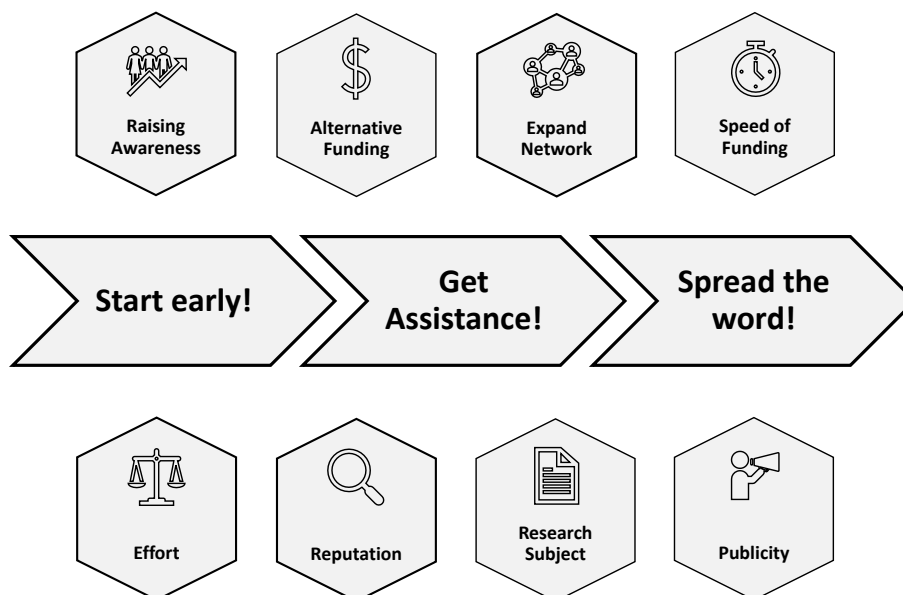 Raising
Awareness
Alternative
Funding
Expand
Network
Speed of
Funding
Start early!
Get
Assistance!
Spread the
word!
Effort
Reputation
Research
Subject
Publicity